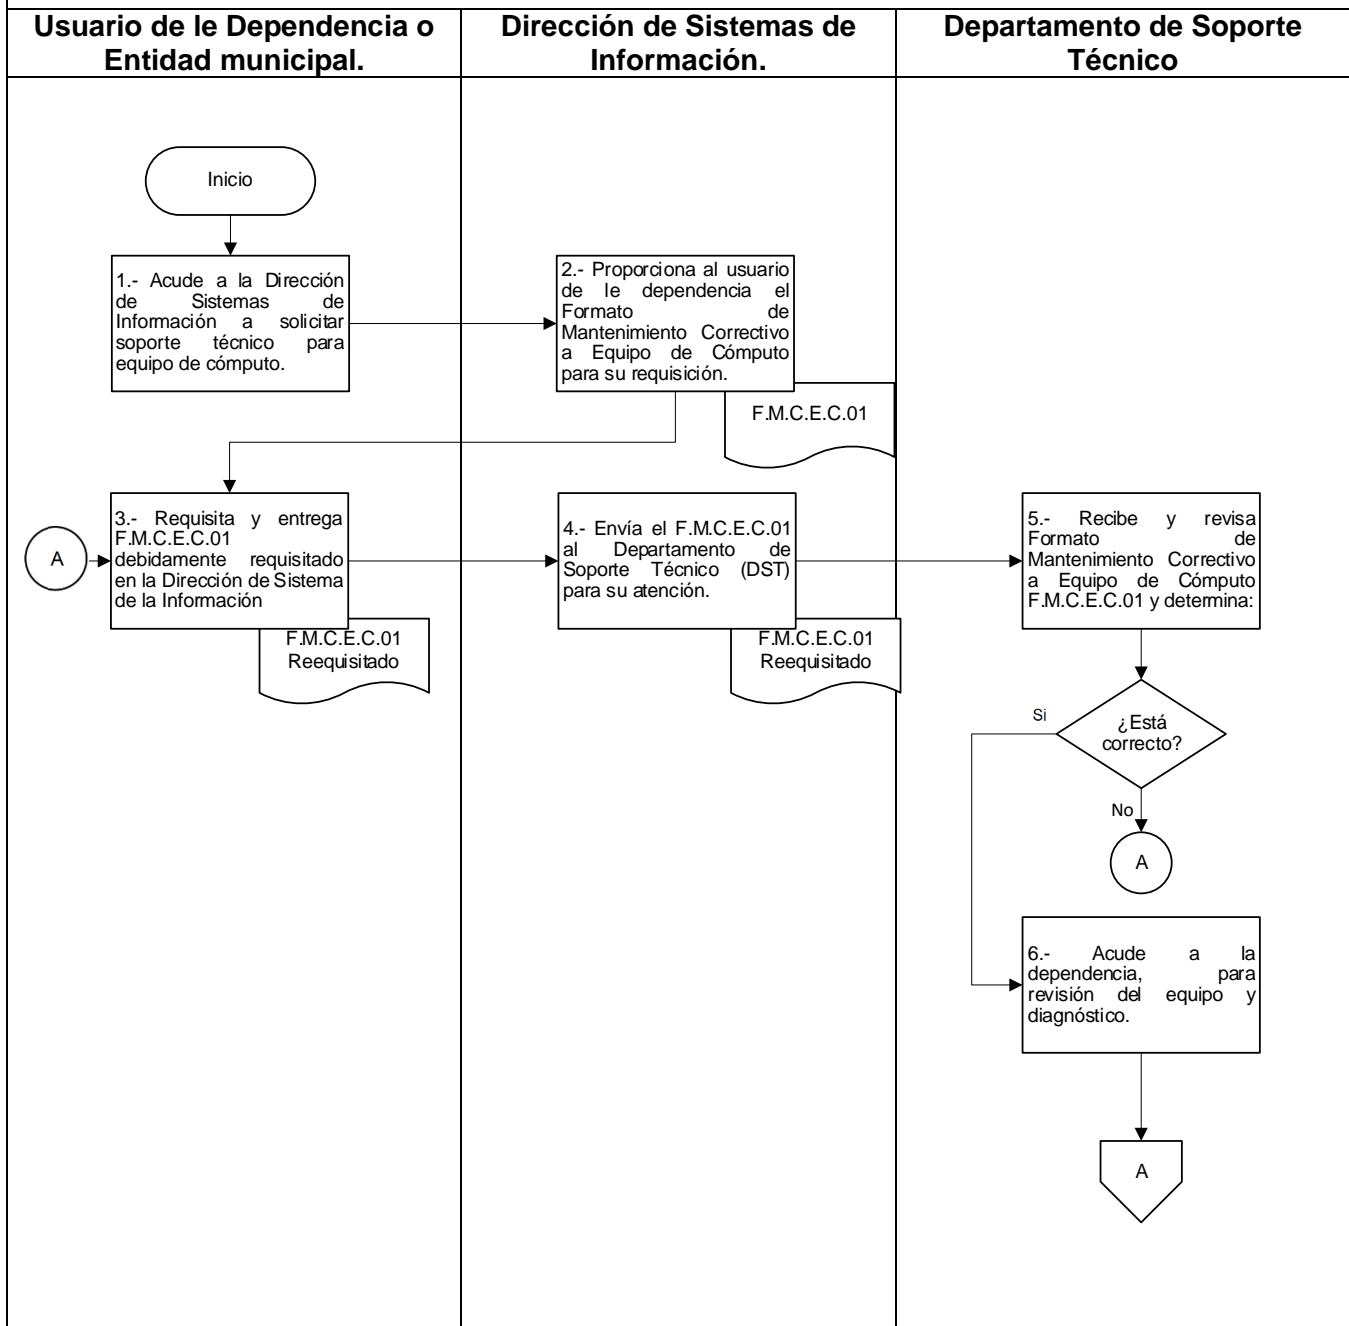 Usuario de le Dependencia o
Entidad municipal.
Dirección de Sistemas de
Información.
Departamento de Soporte
Técnico
Inicio
1.- Acude a la Dirección
de Sistemas de
Información a solicitar
soporte técnico para
equipo de cómputo.
2.- Proporciona al usuario
de le dependencia el
Formato de
Mantenimiento Correctivo
a Equipo de Cómputo
para su requisición.
F.M.C.E.C.01
A
3.- Requisita y entrega
F.M.C.E.C.01
debidamente requisitado
en la Dirección de Sistema
de la Información
F.M.C.E.C.01
Reequisitado
4.- Envía el F.M.C.E.C.01
al Departamento de
Soporte Técnico (DST)
para su atención.
F.M.C.E.C.01
Reequisitado
5.- Recibe y revisa
Formato de
Mantenimiento Correctivo
a Equipo de Cómputo
F.M.C.E.C.01 y determina:
Si
¿Está
correcto?
No
A
6.- Acude a la
dependencia, para
revisión del equipo y
diagnóstico.
A